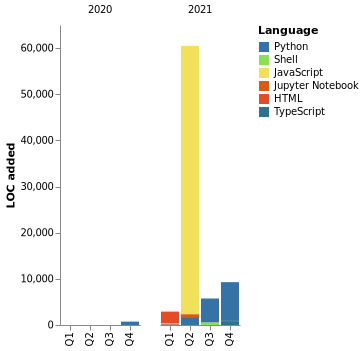 2020
2021
Language
Python
Shell
JavaScript
Jupyter Notebook
HTML
TypeScript
LOC added
60,000
50,000
40,000
30,000
20,000
10,000
0
Q1
Q2
Q3
Q4
Q1
Q2
Q3
Q4